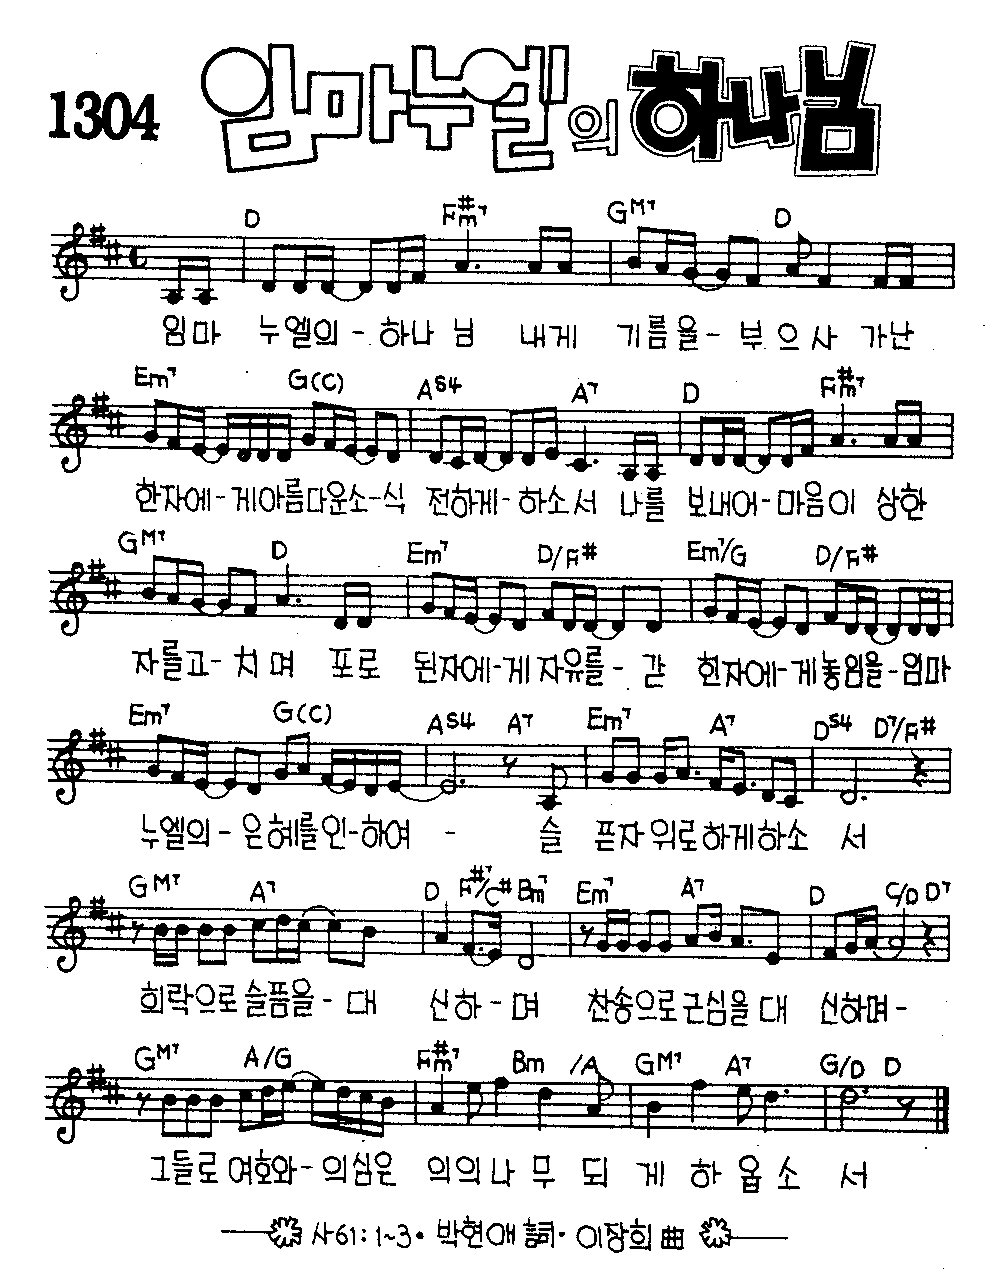 1304 임마누엘의 하나님
D F#m7 GM7 D
임마 누엘의 - 하나 님 내게 기름을 - 부 으 사 가난
Em7 G(C) AS4 A7 D F#m7
한자에 - 게아름다운소 - 식 전하게 - 하소서 나를 보내어 - 마음이 상한
GM7 D Em7 D/F# Em7/G D/F#
자를고 - 치며 포로 된자에 - 게자유를 - 갇 힌자에 - 게놓임을 - 임마
Em7 G(C) AS4 A7 Em7 A7 DS4 D7/F#
누엘의 - 은혜를인 - 하여 - 슬 픈자위로하게하소 서
GM7 A7 D F#7/C# Bm7 Em7 A7 D C/D D7
희락으로슬픔을 - 대 신하 - 며 찬송으로근심을대 신하며 -
GM7 A/G F#m7 Bm /A GM7 A7 G/D D
그들로 여호와 - 의심은 의의나 무 되 게 하 옵 소 서
사61:1~3 · 박현애 詞 · 이장희 曲